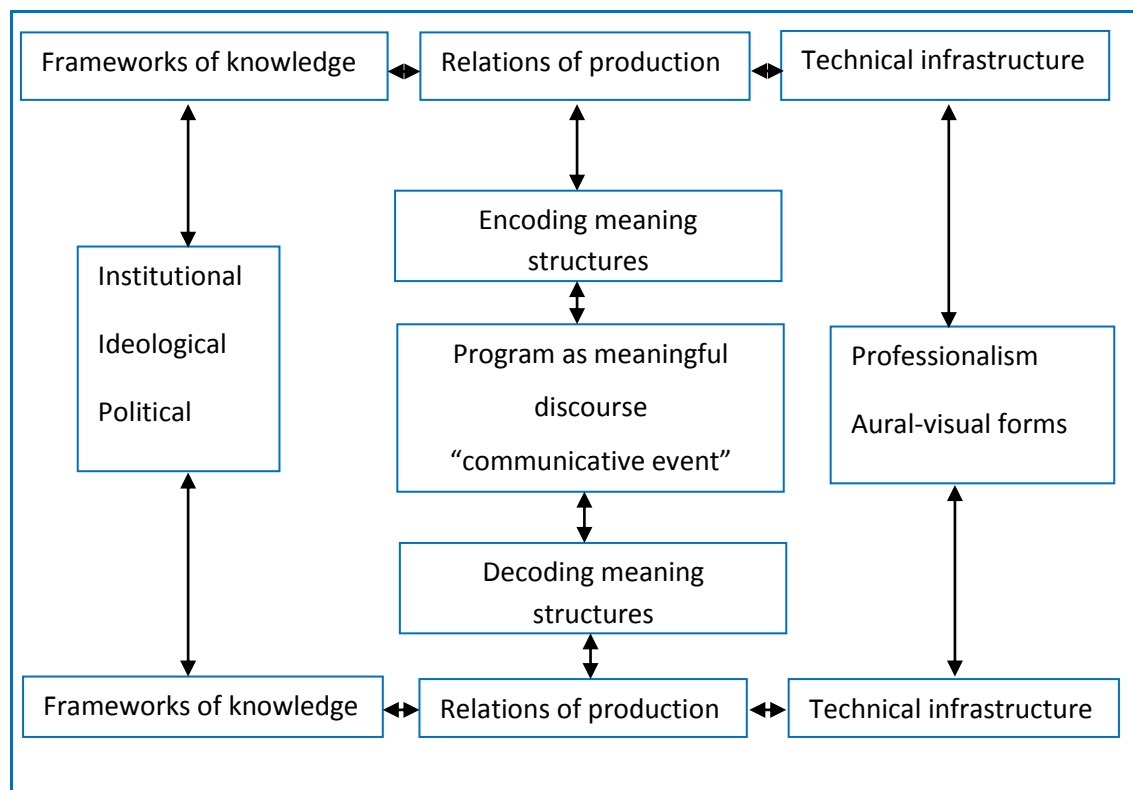 Frameworks of knowledge
Relations of production
Technical infrastructure
Encoding meaning
structures
Institutional
Ideological
Political
Program as meaningful
discourse
“communicative event”
Professionalism
Aural-visual forms
Decoding meaning
structures
Frameworks of knowledge
Relations of production
Technical infrastructure